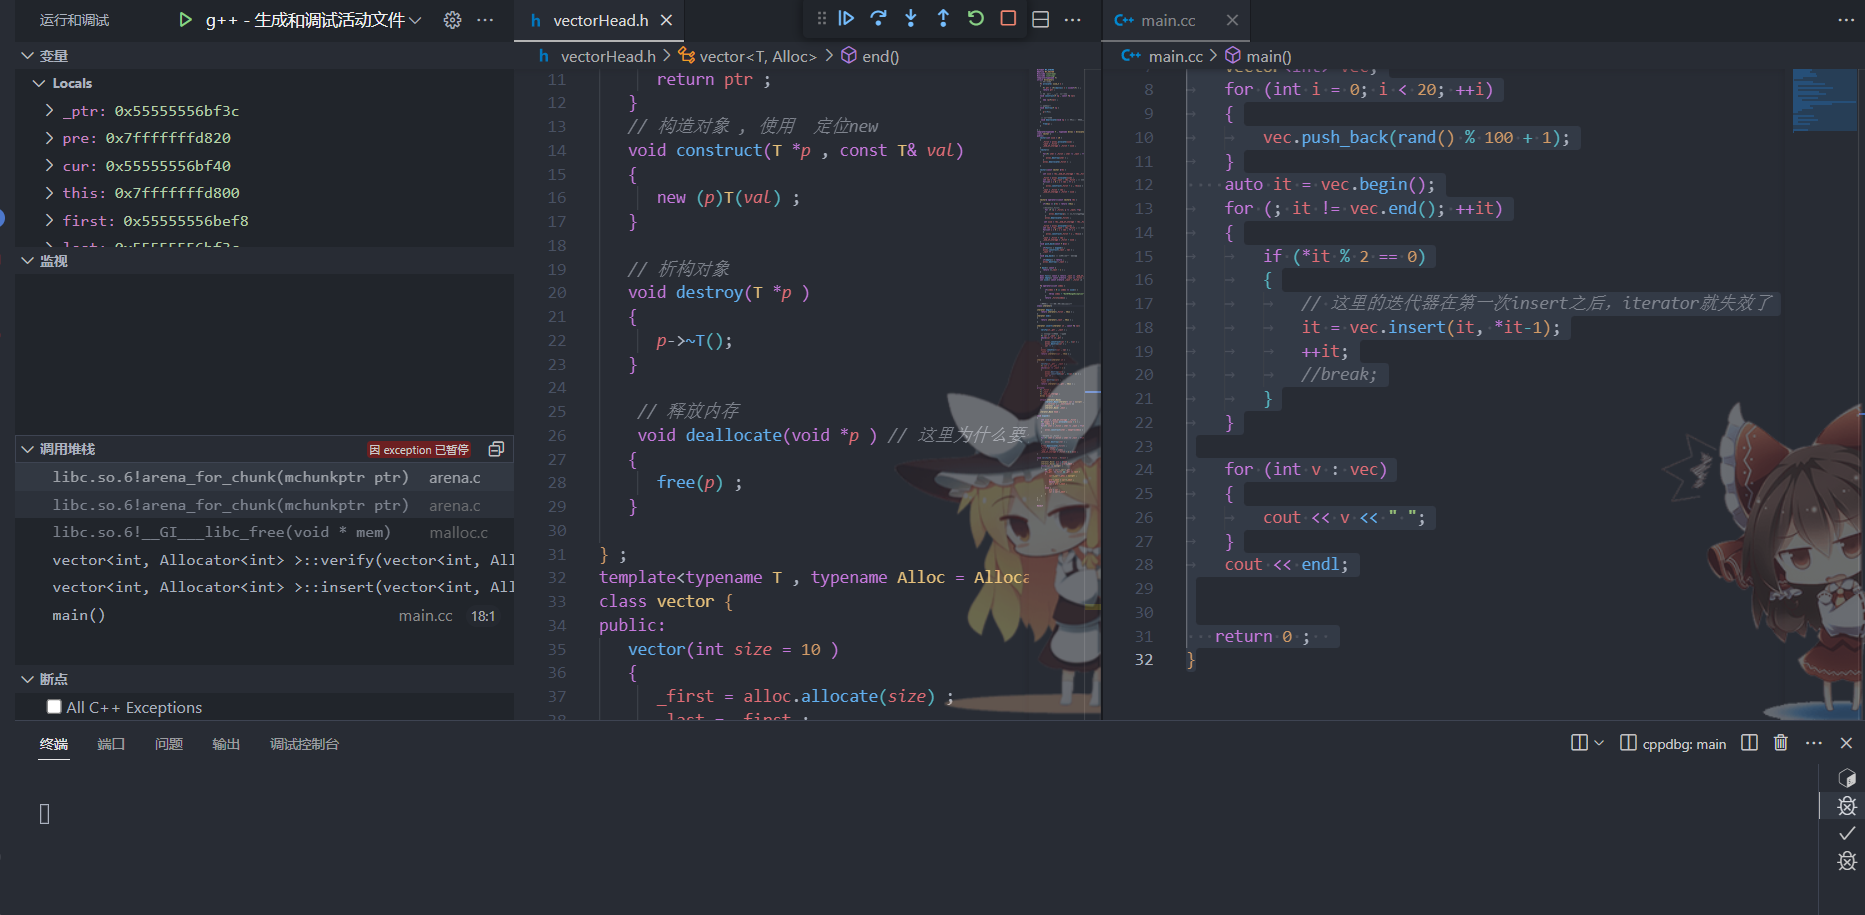 运行和调试
g++ - 生成和调试活动文件
变量
Locals
_ptr: 0x55555556bf3c
pre: 0x7fffffffd820
cur: 0x55555556bf40
this: 0x7fffffffd800
first: 0x55555556bef8
监视
调用堆栈
因 exception 已暂停
libc.so.6!arena_for_chunk(mchunkptr ptr) arena.c
libc.so.6!arena_for_chunk(mchunkptr ptr) arena.c
libc.so.6!__GI___libc_free(void * mem) malloc.c
vector<int, Allocator<int> >::verify(vector<int, All
vector<int, Allocator<int> >::insert(vector<int, All
main() main.cc 18:1
断点
All C++ Exceptions
h vectorHead.h
h vectorHead.h > vector<T, Alloc> > end()
11 return ptr ;
12 }
13 // 构造对象 , 使用 定位new
14 void construct(T *p , const T& val)
15 {
16 new (p)T(val) ;
17 }
18
19 // 析构对象
20 void destroy(T *p )
21 {
22 p->~T();
23 }
24
25 // 释放内存
26 void deallocate(void *p ) // 这里为什么要
27 {
28 free(p) ;
29 }
30
31 } ;
32 template<typename T , typename Alloc = Alloca
33 class vector {
34 public:
35 vector(int size = 10 )
36 {
37 _first = alloc.allocate(size) ;
C++ main.cc
C++ main.cc > main()
8 for (int i = 0; i < 20; ++i)
9 {
10 vec.push_back(rand() % 100 + 1);
11 }
12 auto it = vec.begin();
13 for (; it != vec.end(); ++it)
14 {
15 if (*it % 2 == 0)
16 {
17 // 这里的迭代器在第一次insert之后，iterator就失效了
18 it = vec.insert(it, *it-1);
19 ++it;
20 //break;
21 }
22 }
23
24 for (int v : vec)
25 {
26 cout << v << " ";
27 }
28 cout << endl;
29
30
31 return 0 ;
32 }
终端 端口 问题 输出 调试控制台
cppdbg: main